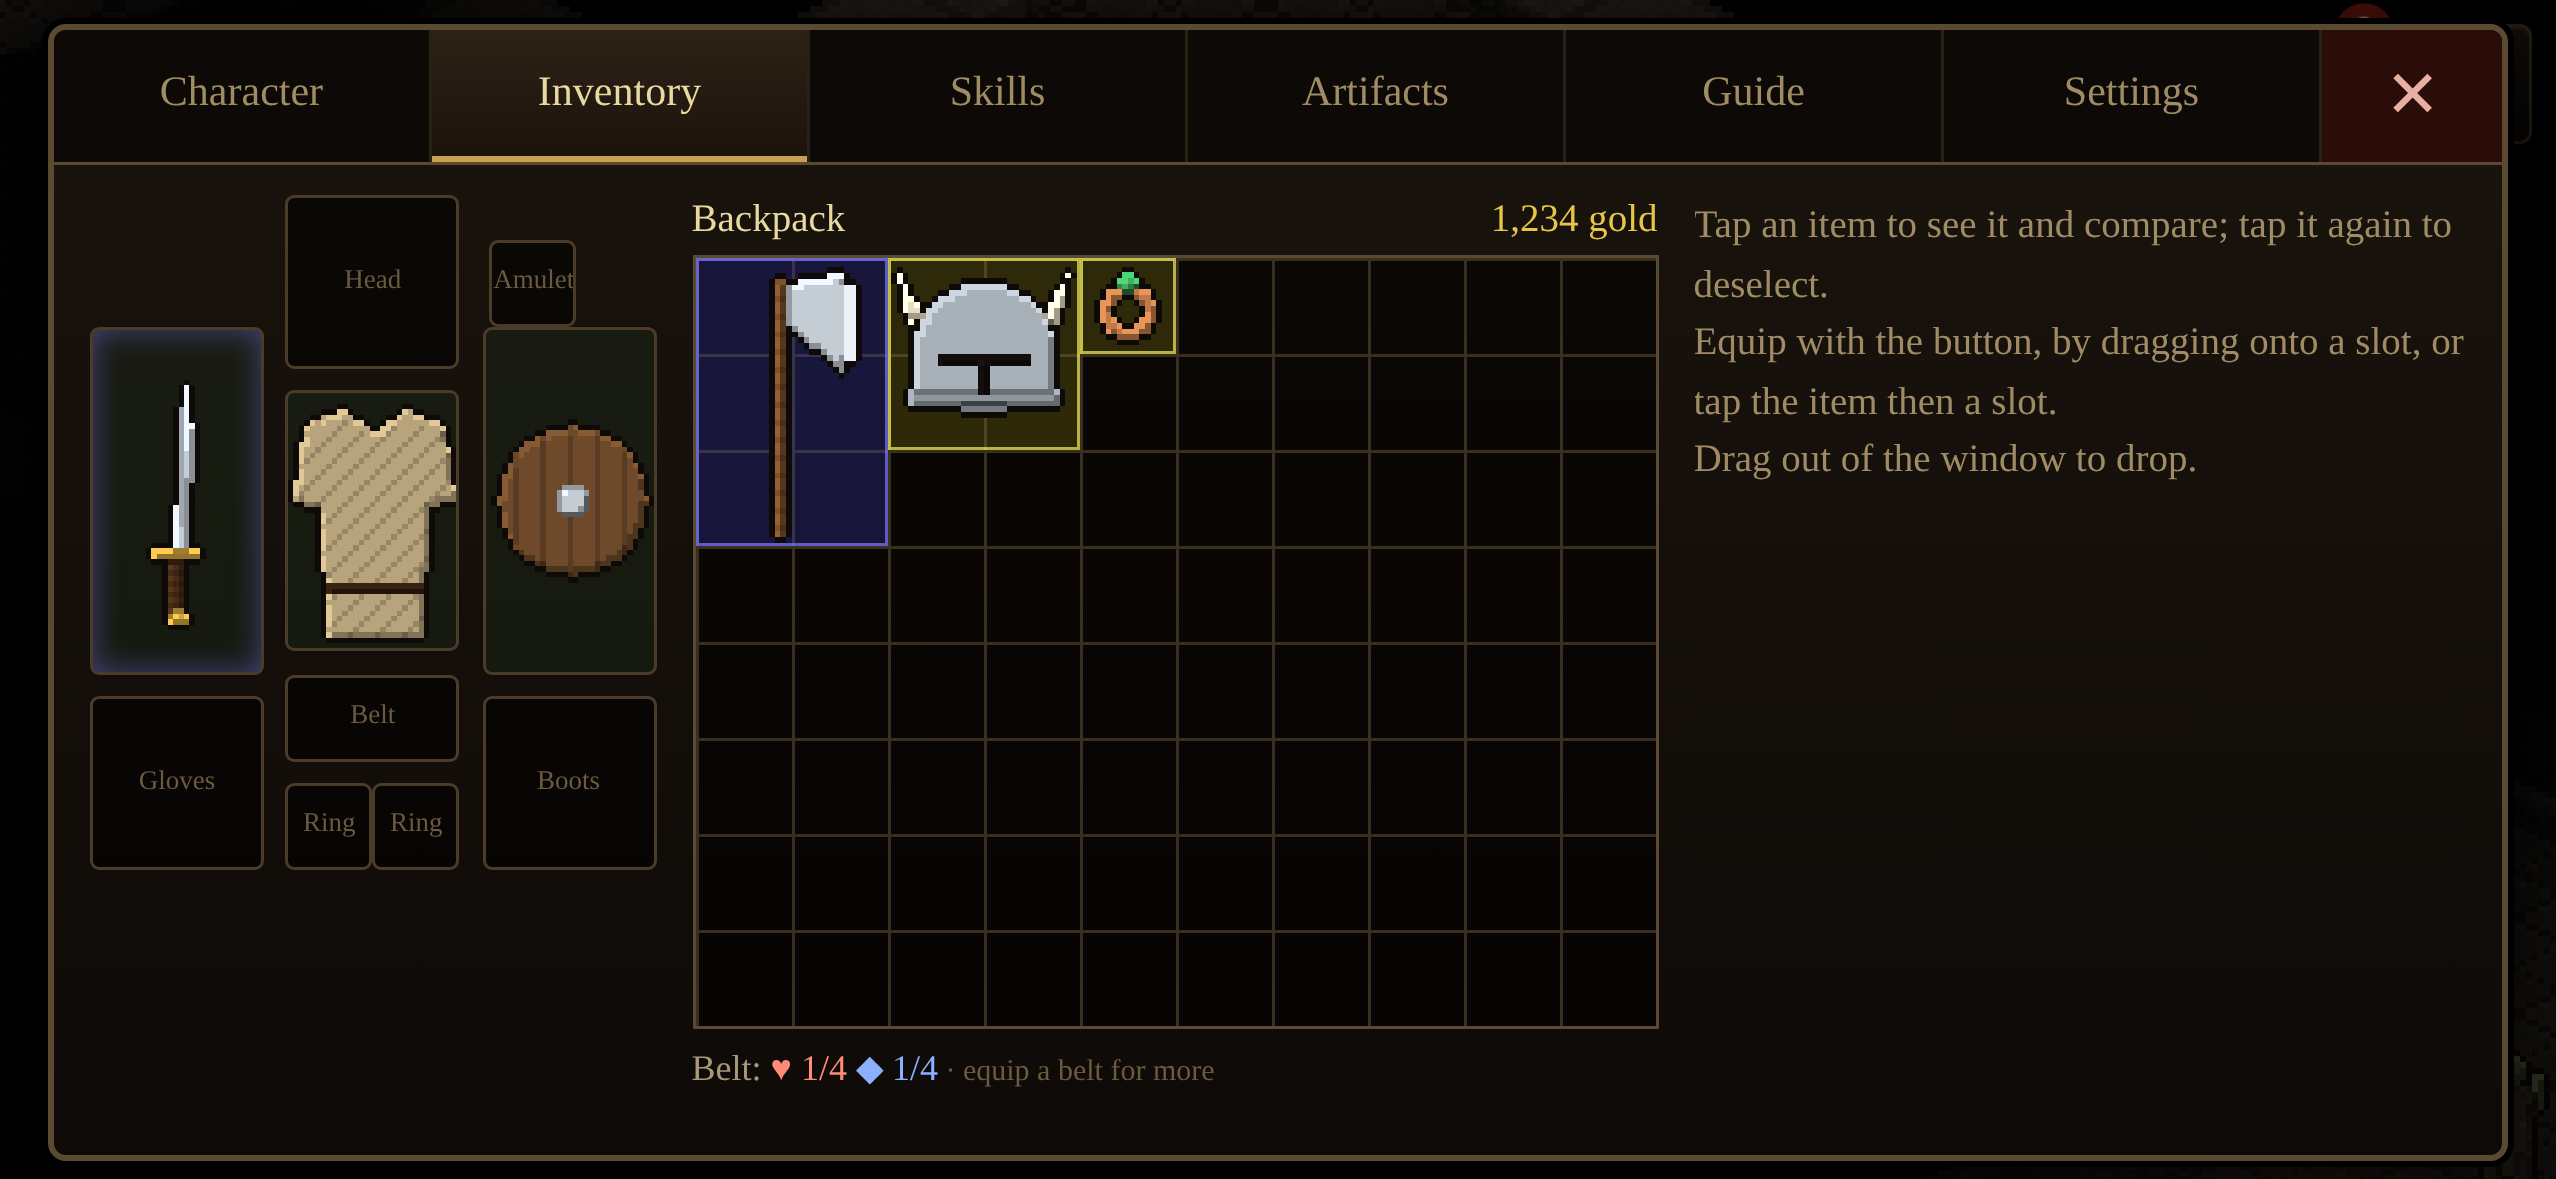 Character Inventory Skills Artifacts Guide Settings ✕
Head
Amulet
Belt
Gloves
Boots
Ring Ring
Backpack 1,234 gold
Belt: ♥ 1/4 ◆ 1/4 · equip a belt for more
Tap an item to see it and compare; tap it again to
deselect.
Equip with the button, by dragging onto a slot, or
tap the item then a slot.
Drag out of the window to drop.